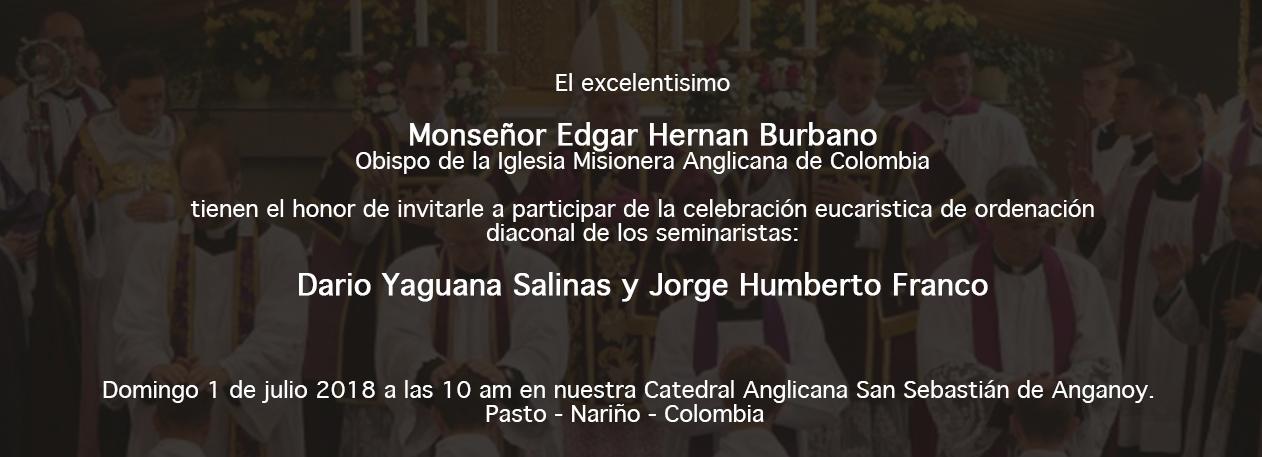 El excelentisimo
Monseñor Edgar Hernan Burbano
Obispo de la Iglesia Misionera Anglicana de Colombia
tienen el honor de invitarle a participar de la celebración eucaristica de ordenación
diaconal de los seminaristas:
Dario Yaguana Salinas y Jorge Humberto Franco
Domingo 1 de julio 2018 a las 10 am en nuestra Catedral Anglicana San Sebastián de Anganoy.
Pasto - Nariño - Colombia